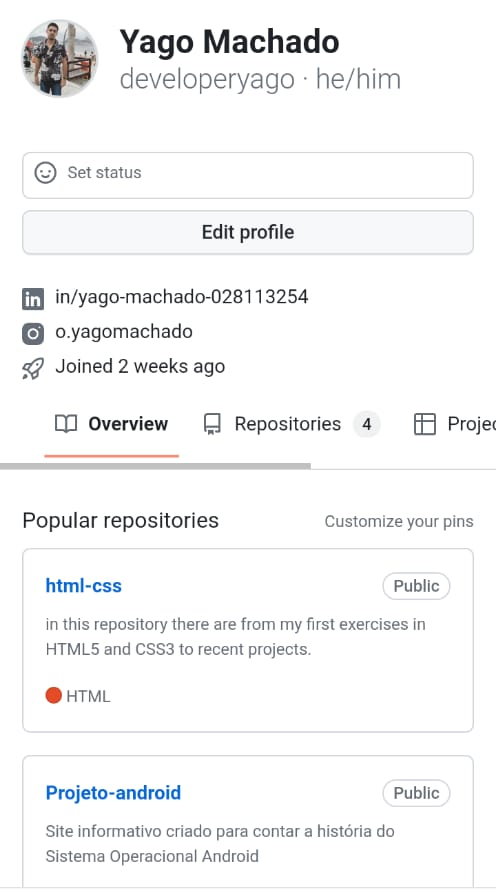 Yago Machado
developeryago · he/him
Set status
Edit profile
in/yago-machado-028113254
o.yagomachado
Joined 2 weeks ago
Overview Repositories 4 Projec
Popular repositories Customize your pins
html-css Public
in this repository there are from my first exercises in
HTML5 and CSS3 to recent projects.
HTML
Projeto-android Public
Site informativo criado para contar a história do
Sistema Operacional Android